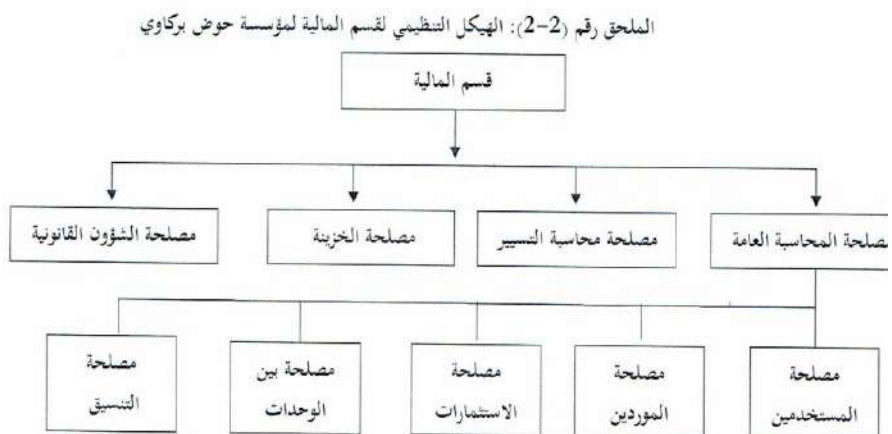 الملحق رقم (2-2): الهيكل التنظيمي لقسم المالية لمؤسسة حوض بركاوي
قسم المالية
مصلحة المحاسبة العامة
مصلحة محاسبة التسيير
مصلحة الخزينة
مصلحة الشؤون القانونية
مصلحة
المستخدمين
مصلحة
الموردين
مصلحة
الاستثمارات
مصلحة بين
الوحدات
مصلحة
التنسيق